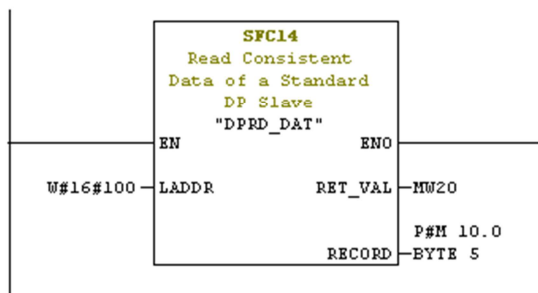 SFC14
Read Consistent
Data of a Standard
DP Slave
"DPRD_DAT"
EN ENO
W#16#100 LADDR RET_VAL MW20
P#M 10.0
RECORD BYTE 5